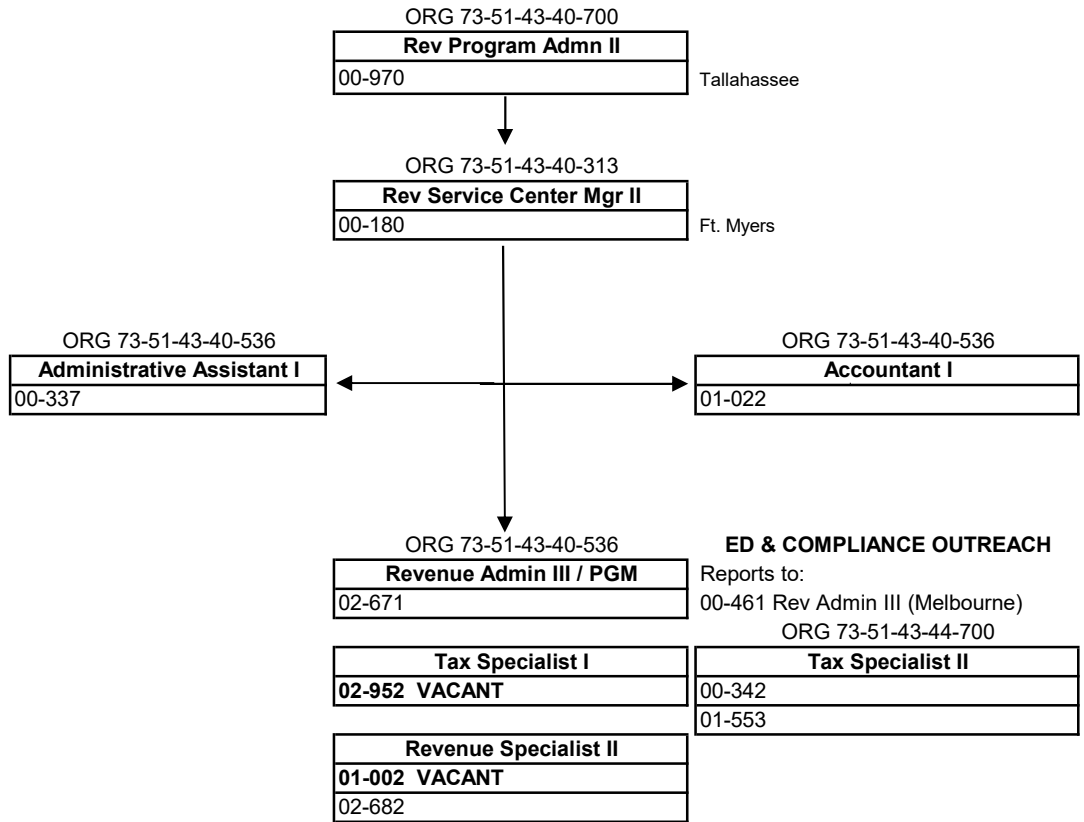 ORG 73-51-43-40-700
Rev Program Admn II
00-970
Tallahassee
ORG 73-51-43-40-313
Rev Service Center Mgr II
00-180
Ft. Myers
ORG 73-51-43-40-536
Administrative Assistant I
00-337
ORG 73-51-43-40-536
Accountant I
01-022
ORG 73-51-43-40-536
Revenue Admin III / PGM
02-671
Tax Specialist I
02-952 VACANT
Revenue Specialist II
01-002 VACANT
02-682
ED & COMPLIANCE OUTREACH
Reports to:
00-461 Rev Admin III (Melbourne)
ORG 73-51-43-44-700
Tax Specialist II
00-342
01-553